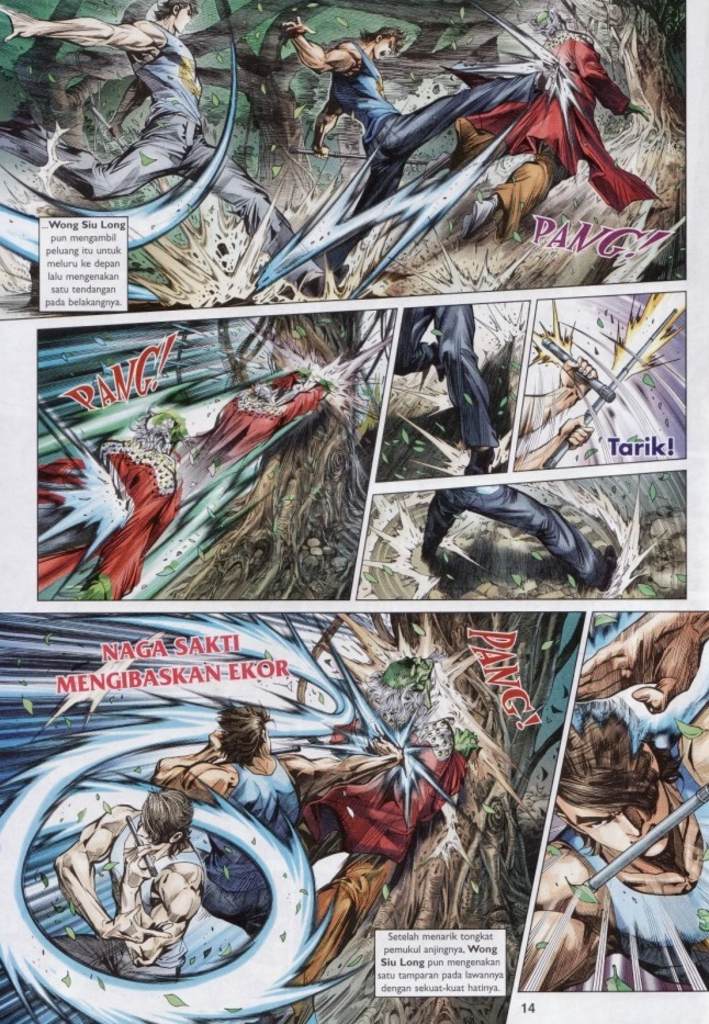 ...Wong Siu Long
pun mengambil
peluang itu untuk
meluru ke depan
lalu mengenakan
satu tendangan
pada belakangnya.
PANG!
PANG!
Tarik!
NAGA SAKTI
MENGIBASKAN EKOR
PANG!
Setelah menarik tongkat
pemukul anjingnya, Wong
Siu Long pun mengenakan
satu tamparan pada lawannya
dengan sekuat-kuat hatinya.
14